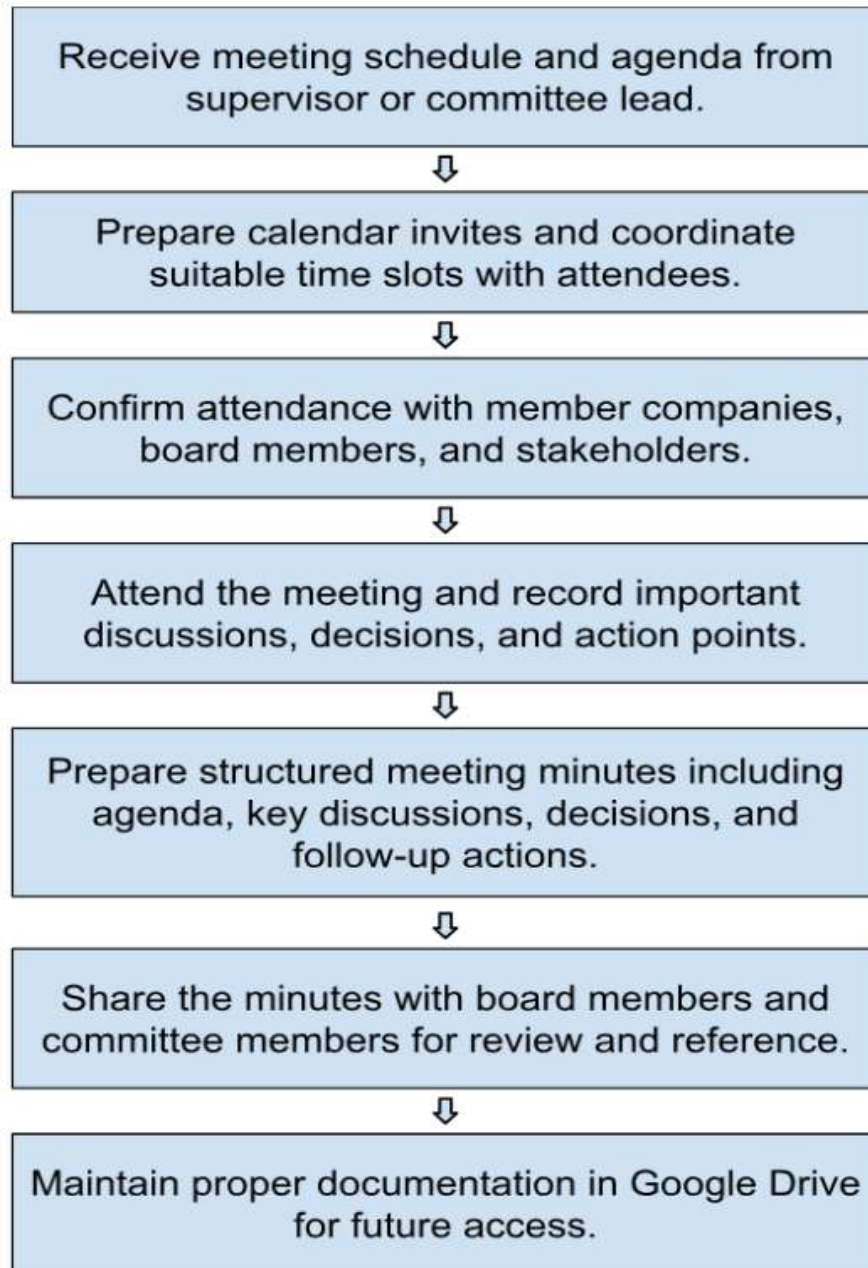 Receive meeting schedule and agenda from
supervisor or committee lead.
Prepare calendar invites and coordinate
suitable time slots with attendees.
Confirm attendance with member companies,
board members, and stakeholders.
Attend the meeting and record important
discussions, decisions, and action points.
Prepare structured meeting minutes including
agenda, key discussions, decisions, and
follow-up actions.
Share the minutes with board members and
committee members for review and reference.
Maintain proper documentation in Google Drive
for future access.